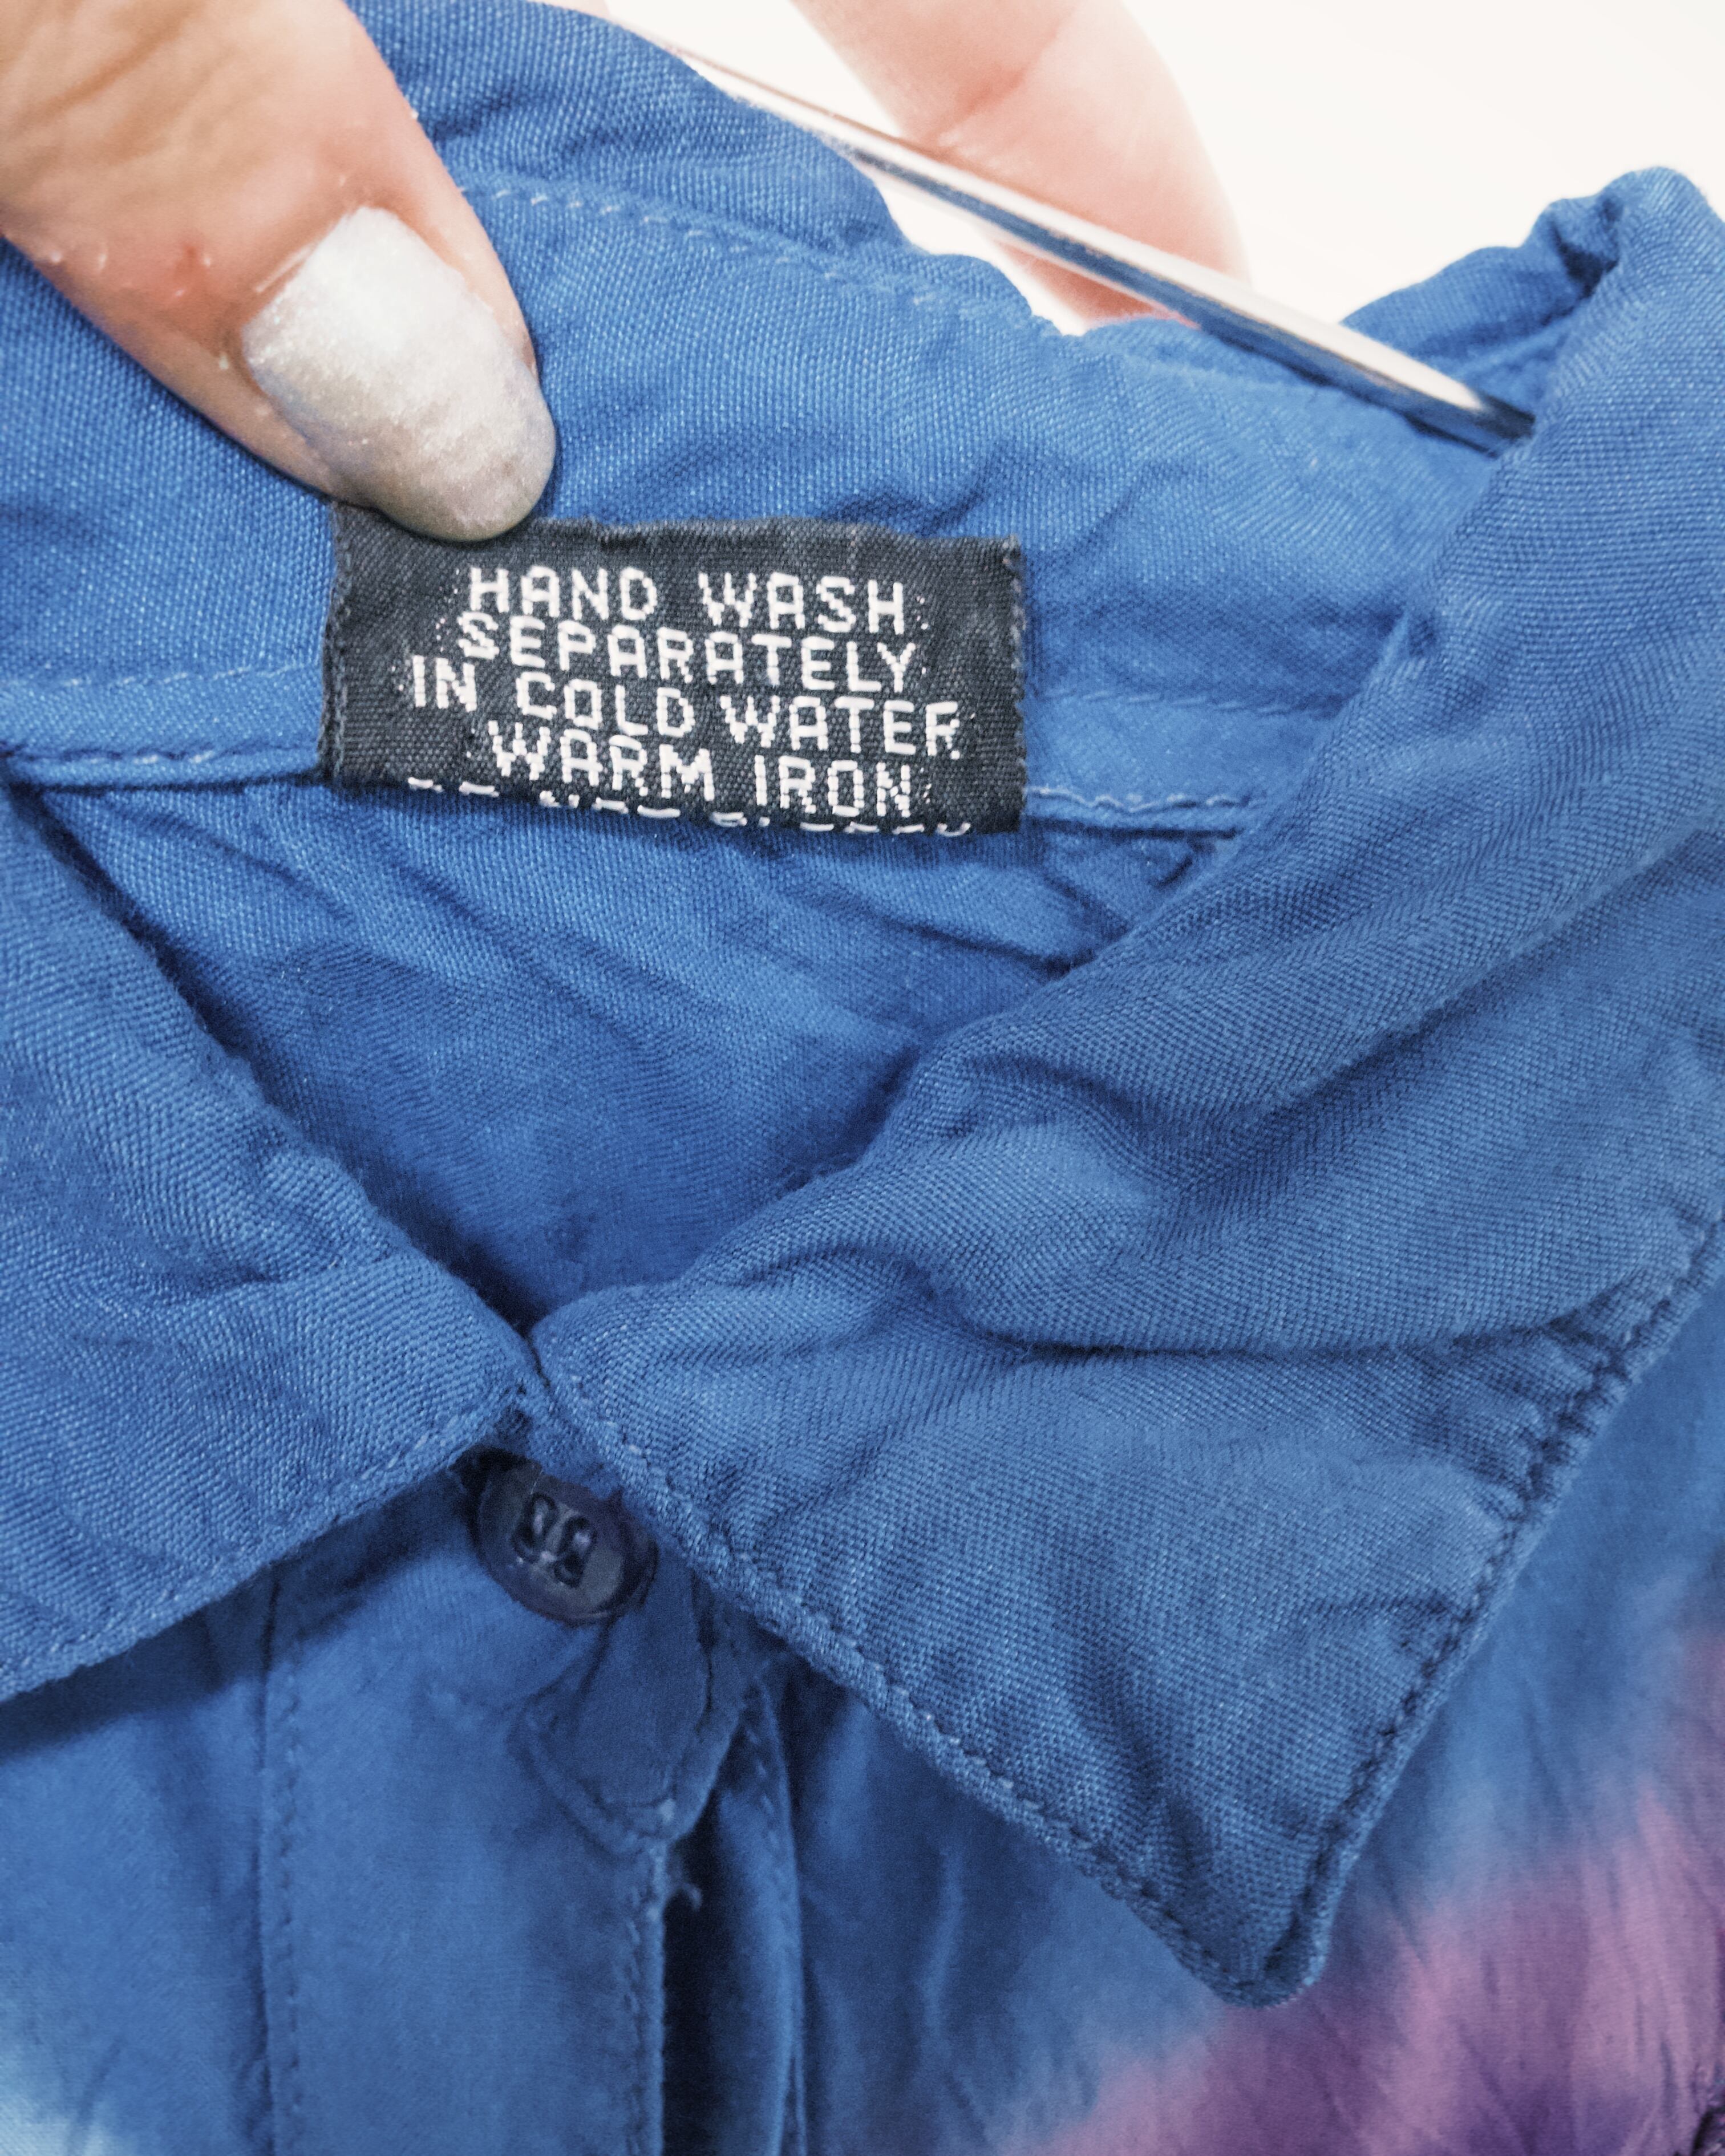 HAND WASH
SEPARATELY
IN COLD WATER
WARM IRON